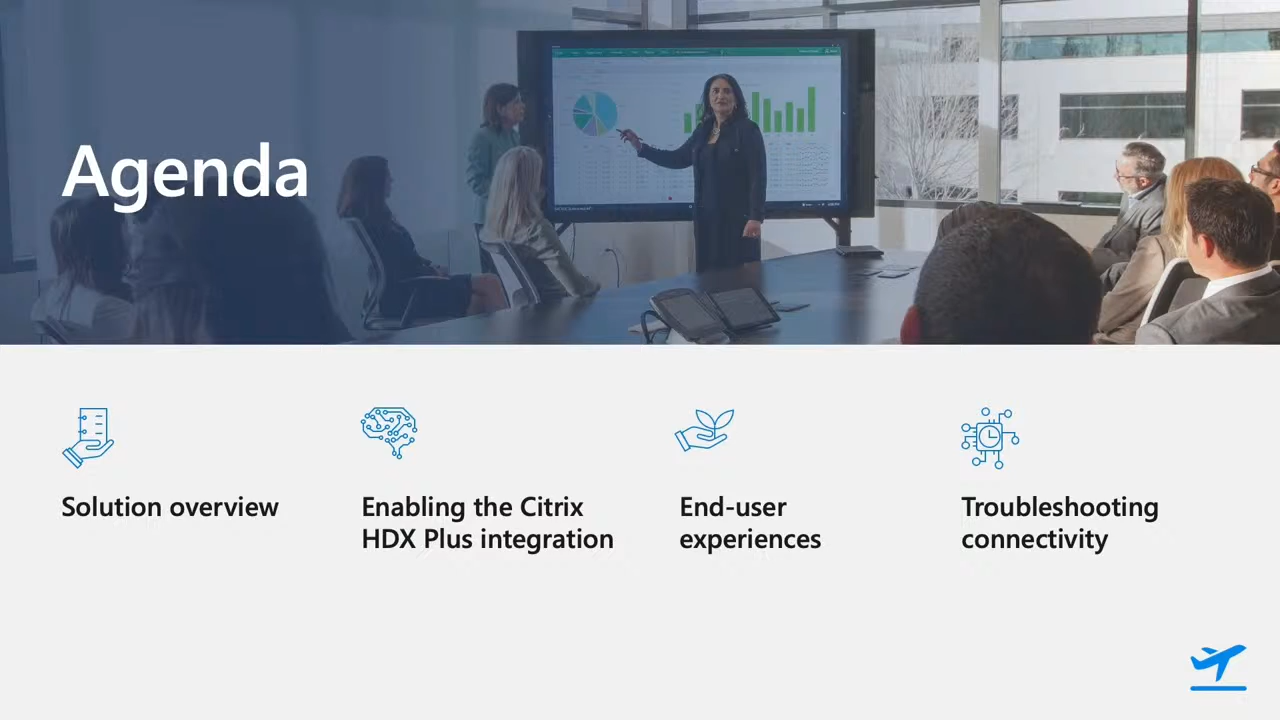 Agenda
Solution overview
Enabling the Citrix
HDX Plus integration
End-user
experiences
Troubleshooting
connectivity